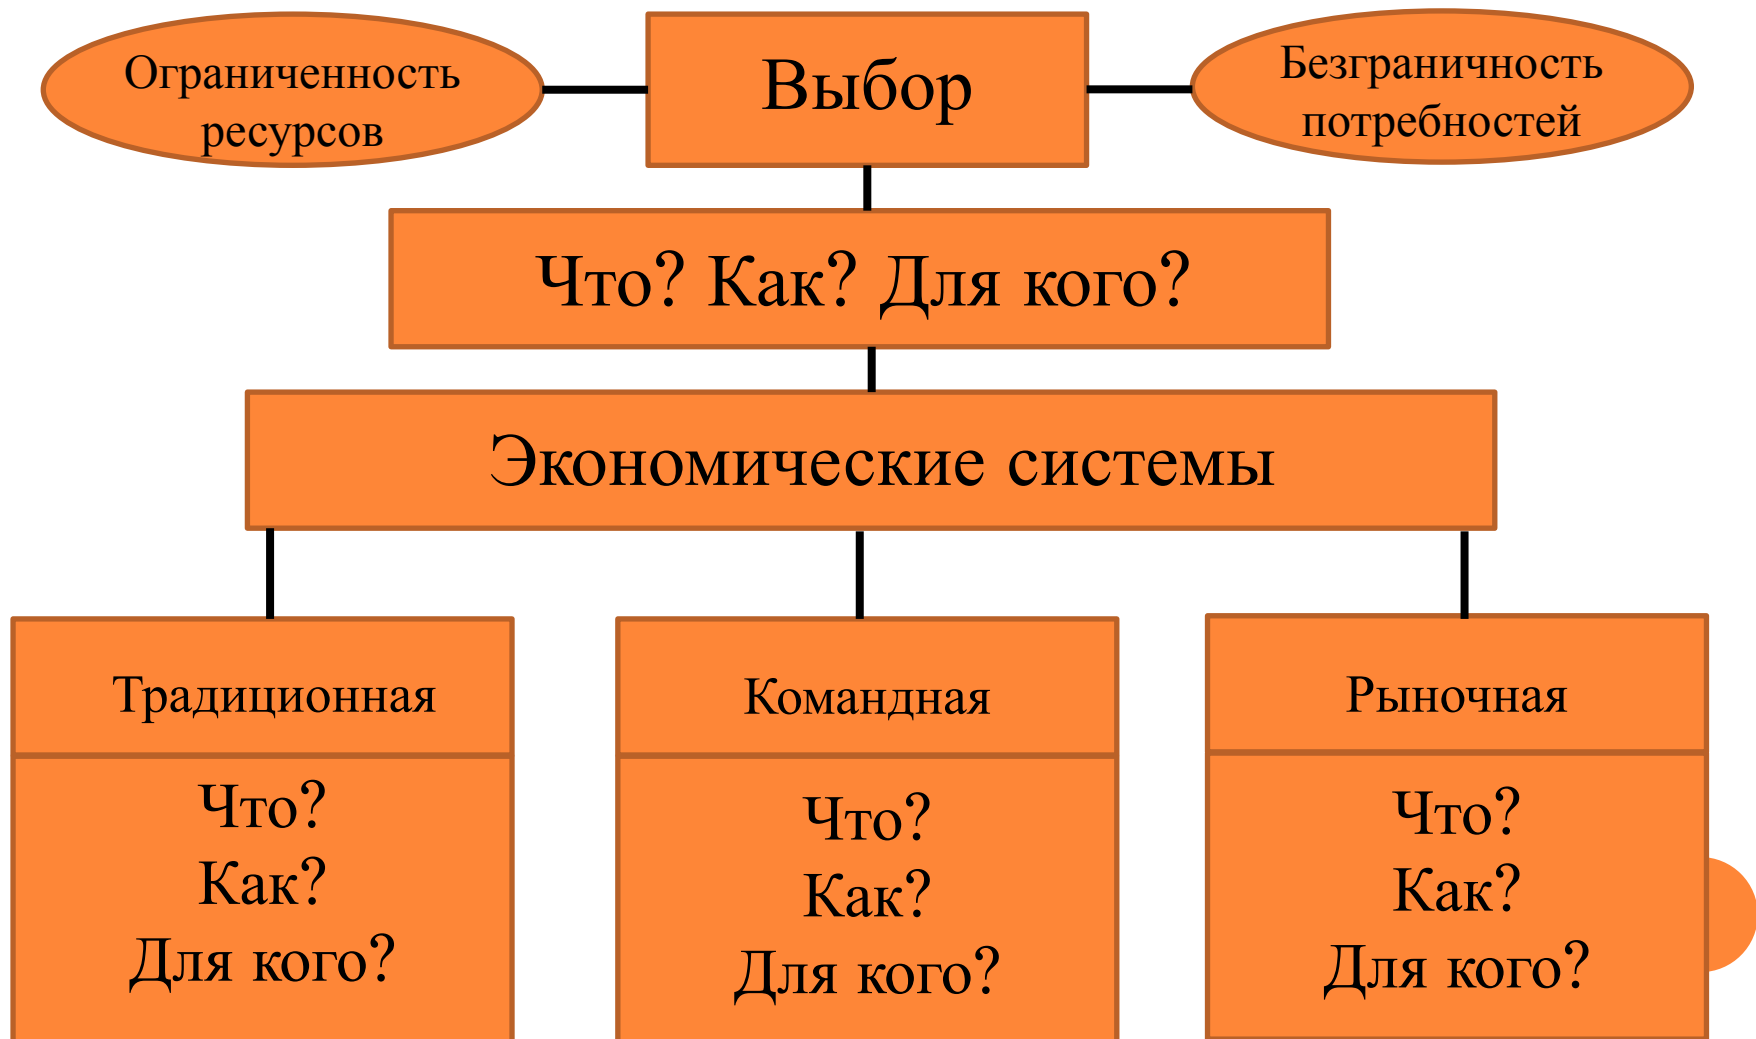 Ограниченность
ресурсов
Выбор
Безграничность
потребностей
Что? Как? Для кого?
Экономические системы
Традиционная
Что?
Как?
Для кого?
Командная
Что?
Как?
Для кого?
Рыночная
Что?
Как?
Для кого?